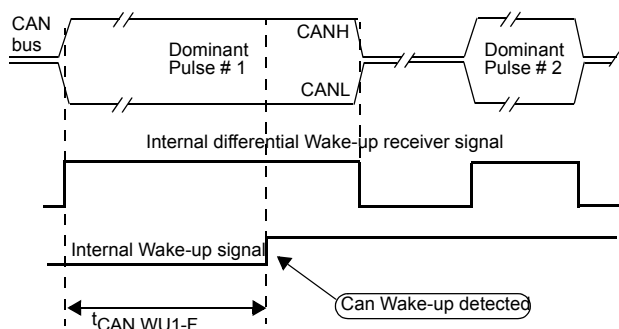 CAN
bus
CANH
Dominant
Pulse # 1
Dominant
Pulse # 2
CANL
Internal differential Wake-up receiver signal
Internal Wake-up signal
Can Wake-up detected
tCAN WU1-F